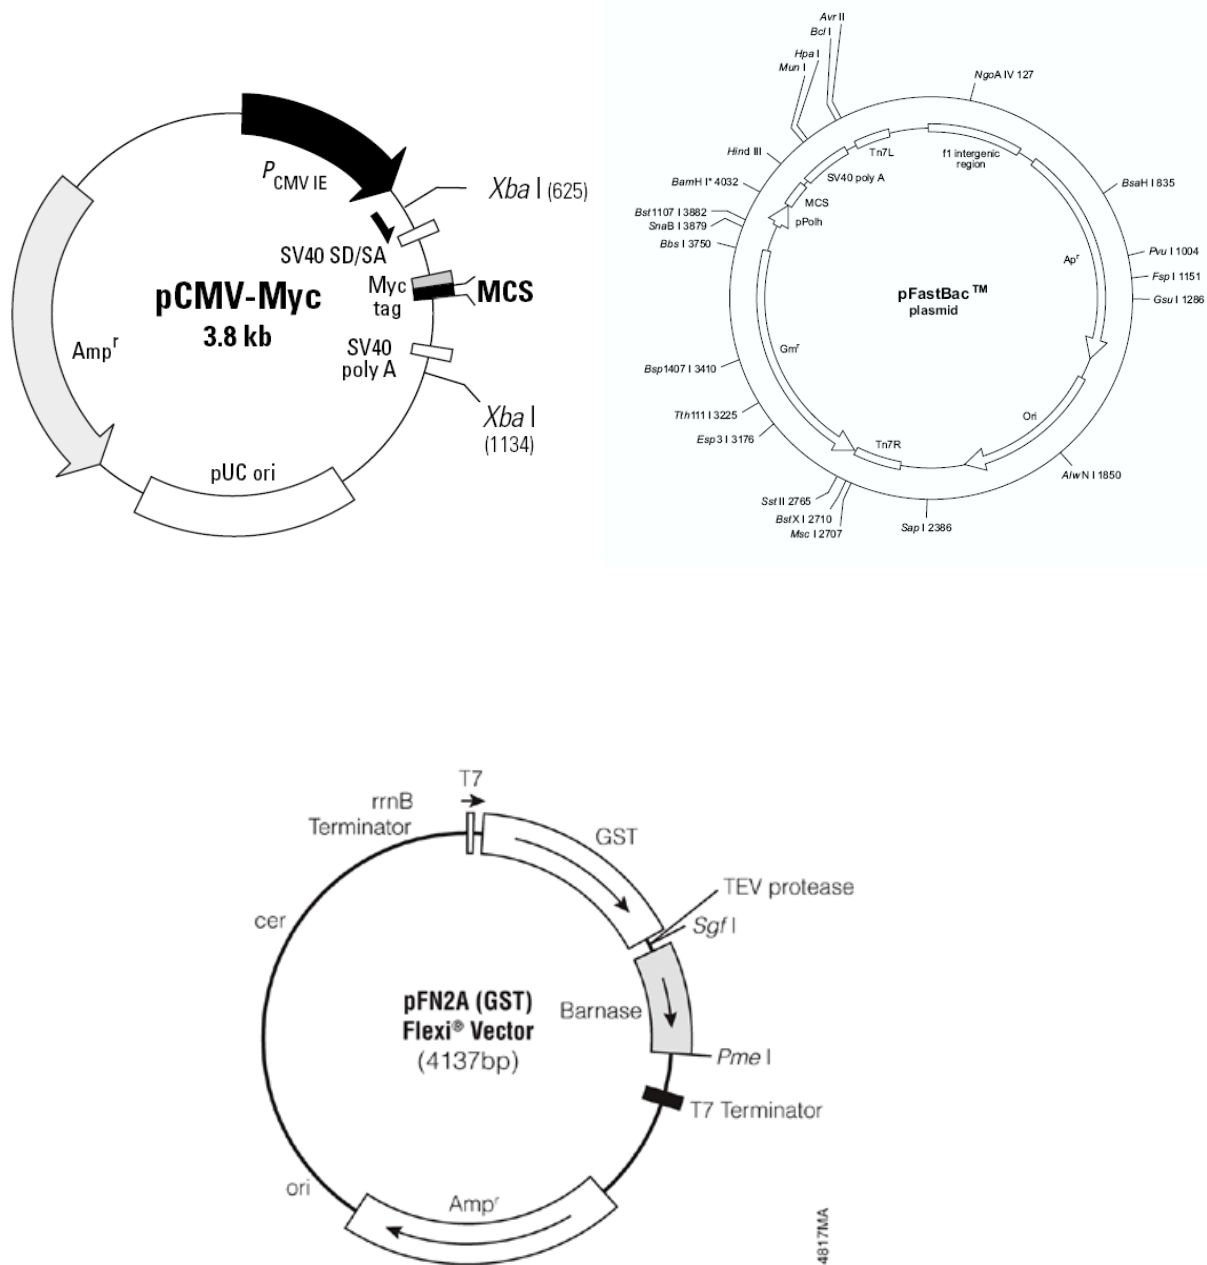 P CMV IE
Xba I (625)
SV40 SD/SA
Myc
tag
MCS
pCMV-Myc
3.8 kb
Ampr
SV40
poly A
Xba I
(1134)
pUC ori
Avr II
Bcl I
Hpa I
Mun I
NgoA IV 127
Hind III
Tn7L
f1 intergenic
region
SV40 poly A
BamH I* 4032
BsaH I 835
MCS
Bst1107 I 3882
pPolh
SnaB I 3879
Bbs I 3750
Pvu I 1004
Apr
Fsp I 1151
pFastBac™
plasmid
Gsu I 1286
Gmr
Bsp1407 I 3410
Tth111 I 3225
Ori
Esp3 I 3176
Tn7R
AlwN I 1850
Sst II 2765
BstX I 2710
Msc I 2707
Sap I 2386
T7
rrnB
Terminator
GST
TEV protease
Sgf I
cer
pFN2A (GST)
Flexi® Vector
(4137bp)
Barnase
Pme I
T7 Terminator
ori
Ampr
4817MA